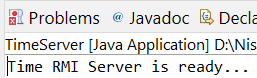 Problems @ Javadoc Decla
TimeServer [Java Application] D:\Nis
Time RMI Server is ready...